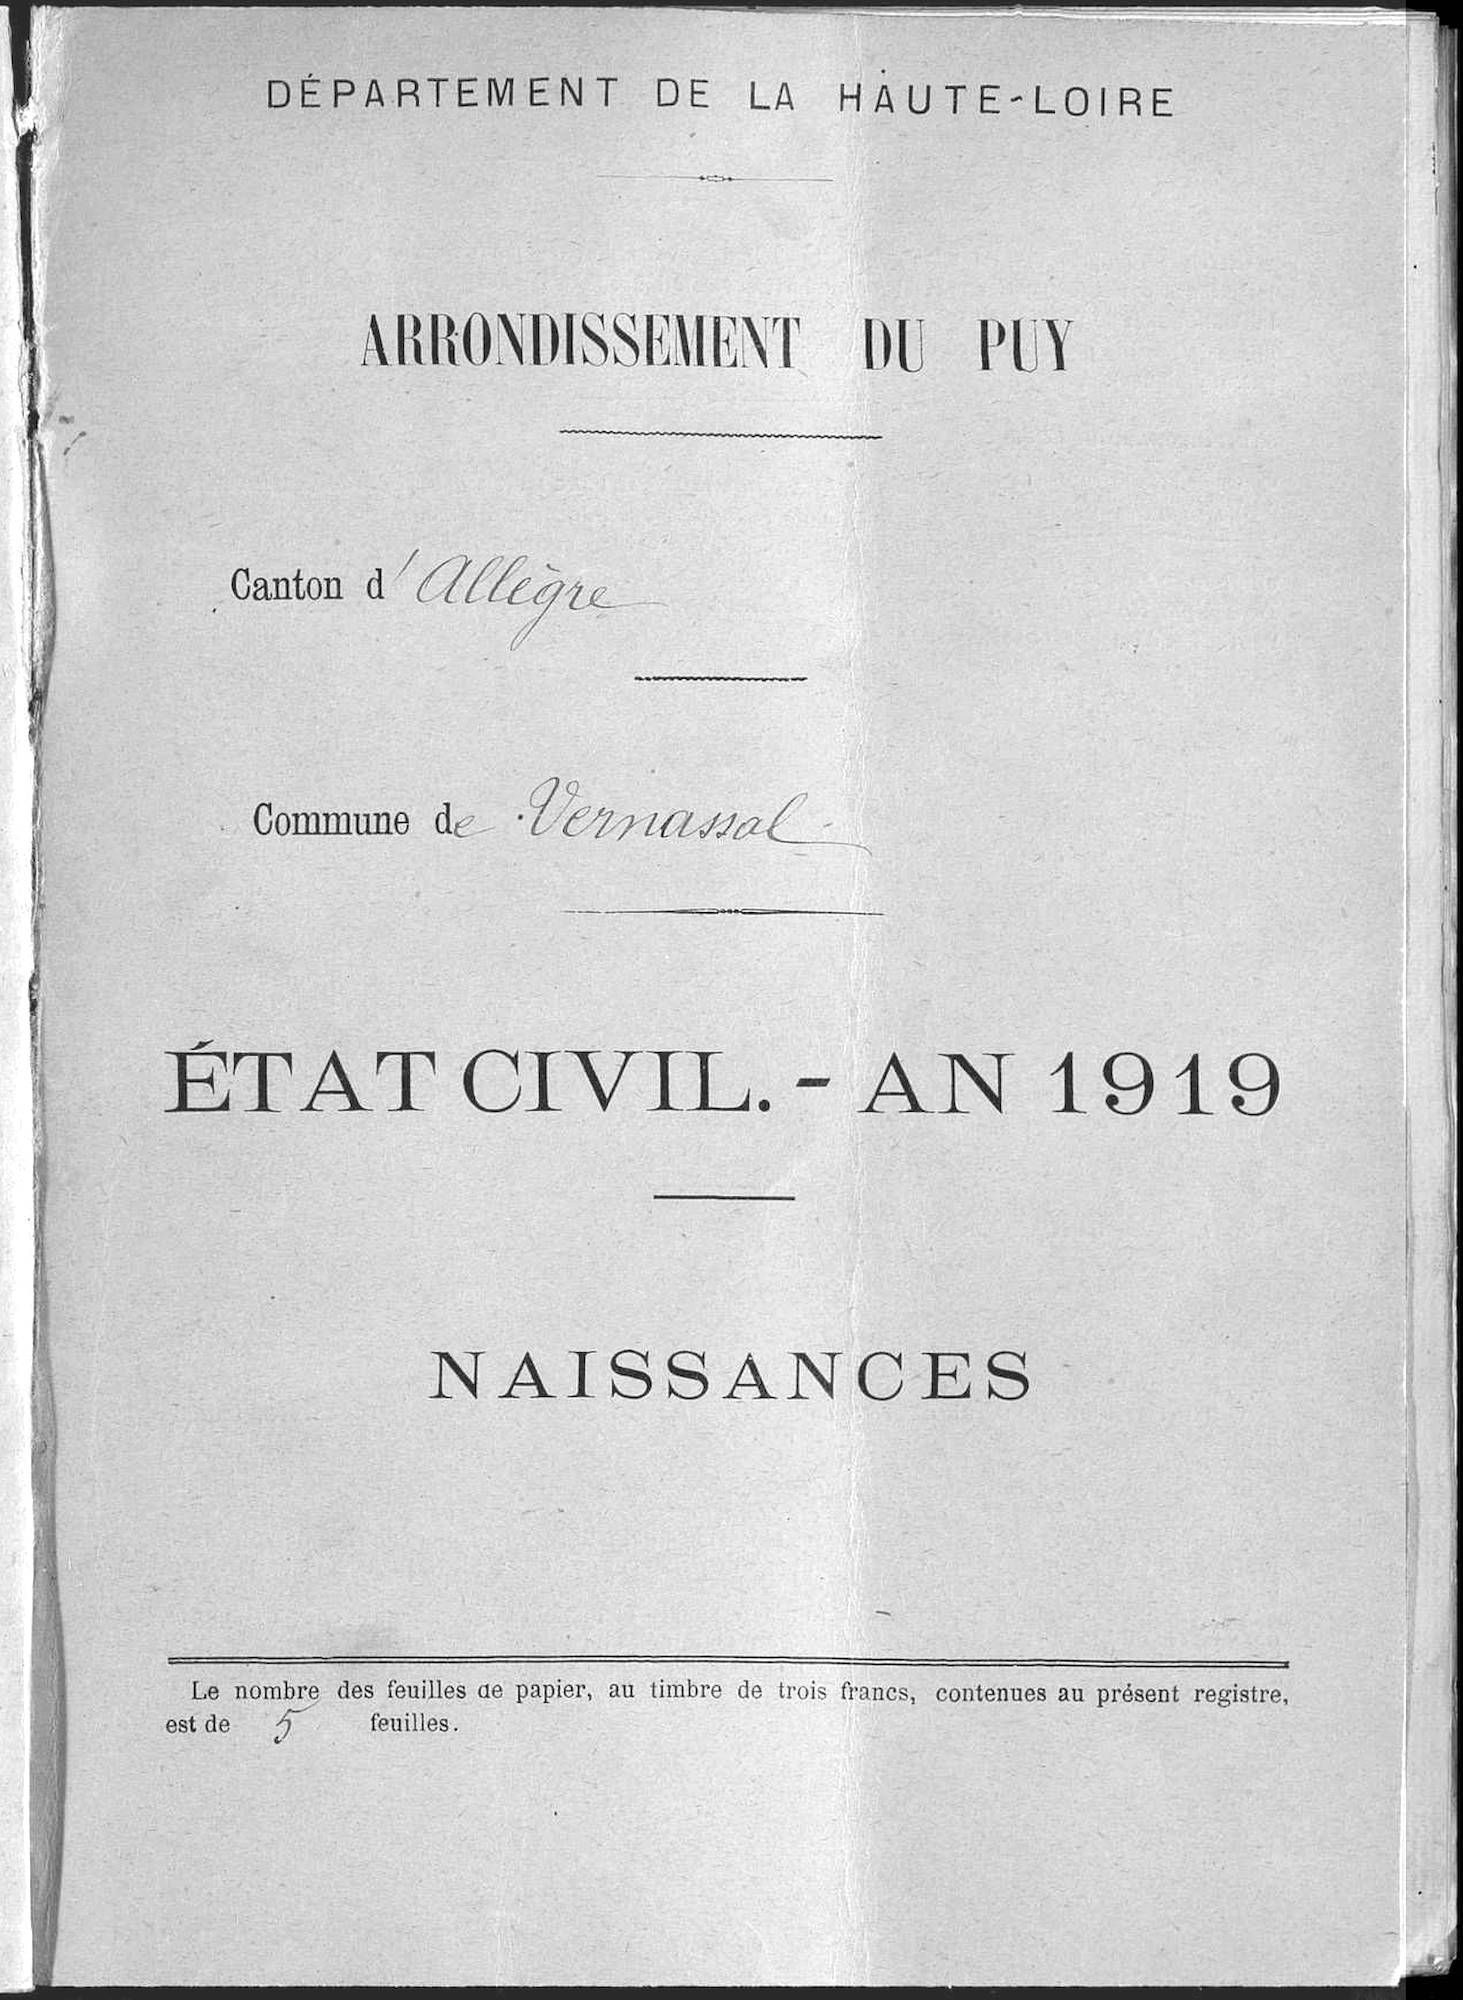 DÉPARTEMENT DE LA HAUTE-LOIRE
ARRONDISSEMENT DU PUY
Canton d'Allègre
Commune de Vernassal
ÉTAT CIVIL. - AN 1919
NAISSANCES
Le nombre des feuilles de papier, au timbre de trois francs, contenues au présent registre,
est de 5 feuilles.